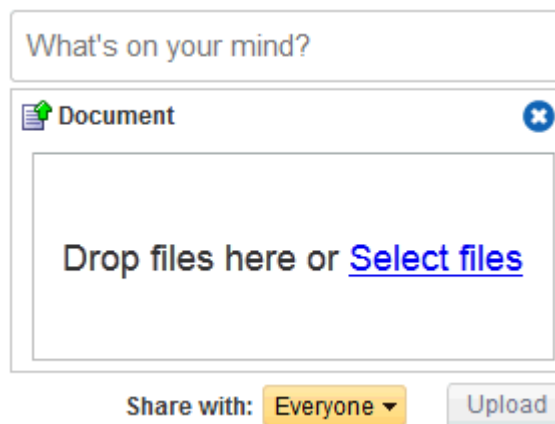 What's on your mind?
Document
Drop files here or Select files
Share with: Everyone Upload